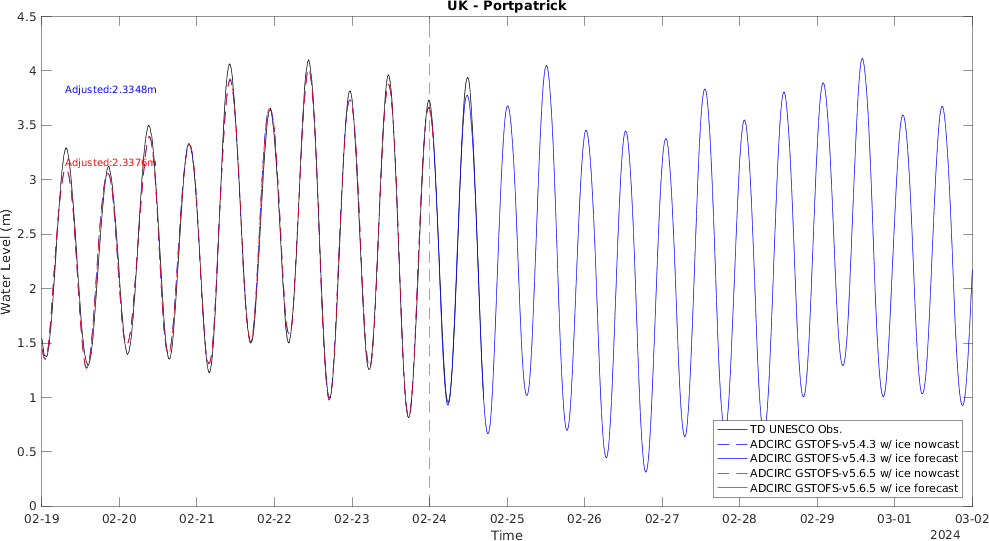 UK - Portpatrick
4.5
4
3.5
3
2.5
2
1.5
1
0.5
0
Water Level (m)
Adjusted:2.3348m
Adjusted:2.3376m
TD UNESCO Obs.
ADCIRC GSTOFS-v5.4.3 w/ ice nowcast
ADCIRC GSTOFS-v5.4.3 w/ ice forecast
ADCIRC GSTOFS-v5.6.5 w/ ice nowcast
ADCIRC GSTOFS-v5.6.5 w/ ice forecast
02-19 02-20 02-21 02-22 02-23 02-24 02-25 02-26 02-27 02-28 02-29 03-01 03-02
Time
2024